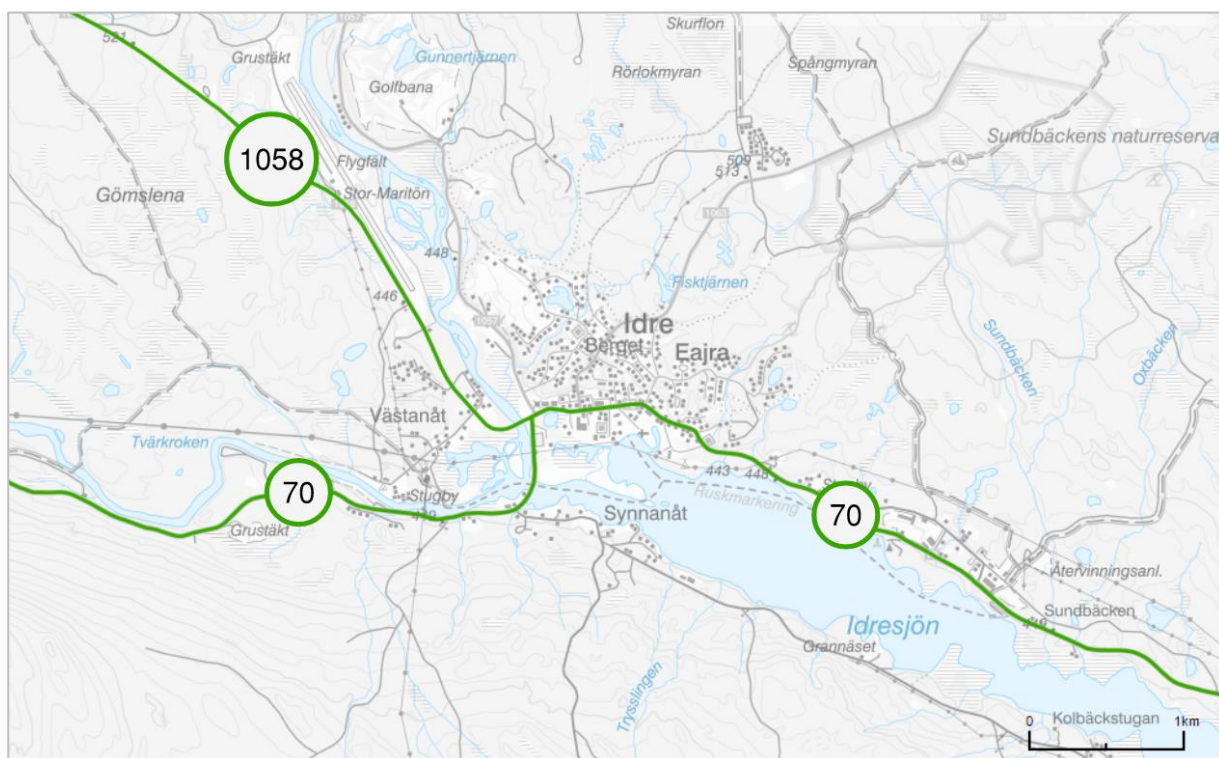 Skurflon
521
Grustäkt
Gunnertjärnen
Rörlokmyran
Spångmyran
Golfbana
1058
Flygfält
509
513
Sundbäckens naturreserva
Gömslena
Stor-Maritön
1063
448
Fisktjärnen
446
Idre
Berget
Eajra
Sundbäcken
Oxbäcken
Västanåt
Tvärkroken
443
448
70
Stugby
Huskmarkering
Synnanåt
70
Grustäkt
Återvinningsanl.
Sundbäcken
Idresjön
Grannäset
Trysslingen
0
1km
Kolbäckstugan